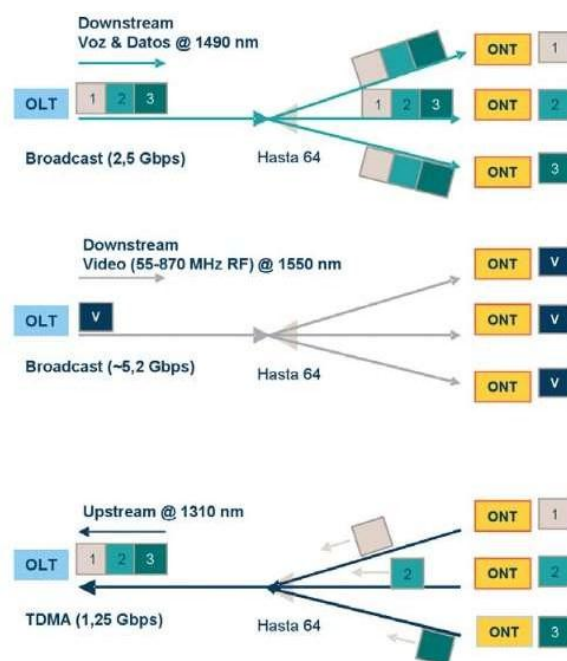 Downstream
Voz & Datos @ 1490 nm
ONT 1
OLT 1 2 3
1 2 3
ONT 2
Broadcast (2,5 Gbps)
Hasta 64
ONT 3
Downstream
Video (55-870 MHz RF) @ 1550 nm
ONT V
OLT V
ONT V
Broadcast (~5,2 Gbps)
Hasta 64
ONT V
Upstream @ 1310 nm
ONT 1
OLT 1 2 3
2
ONT 2
TDMA (1,25 Gbps)
Hasta 64
ONT 3